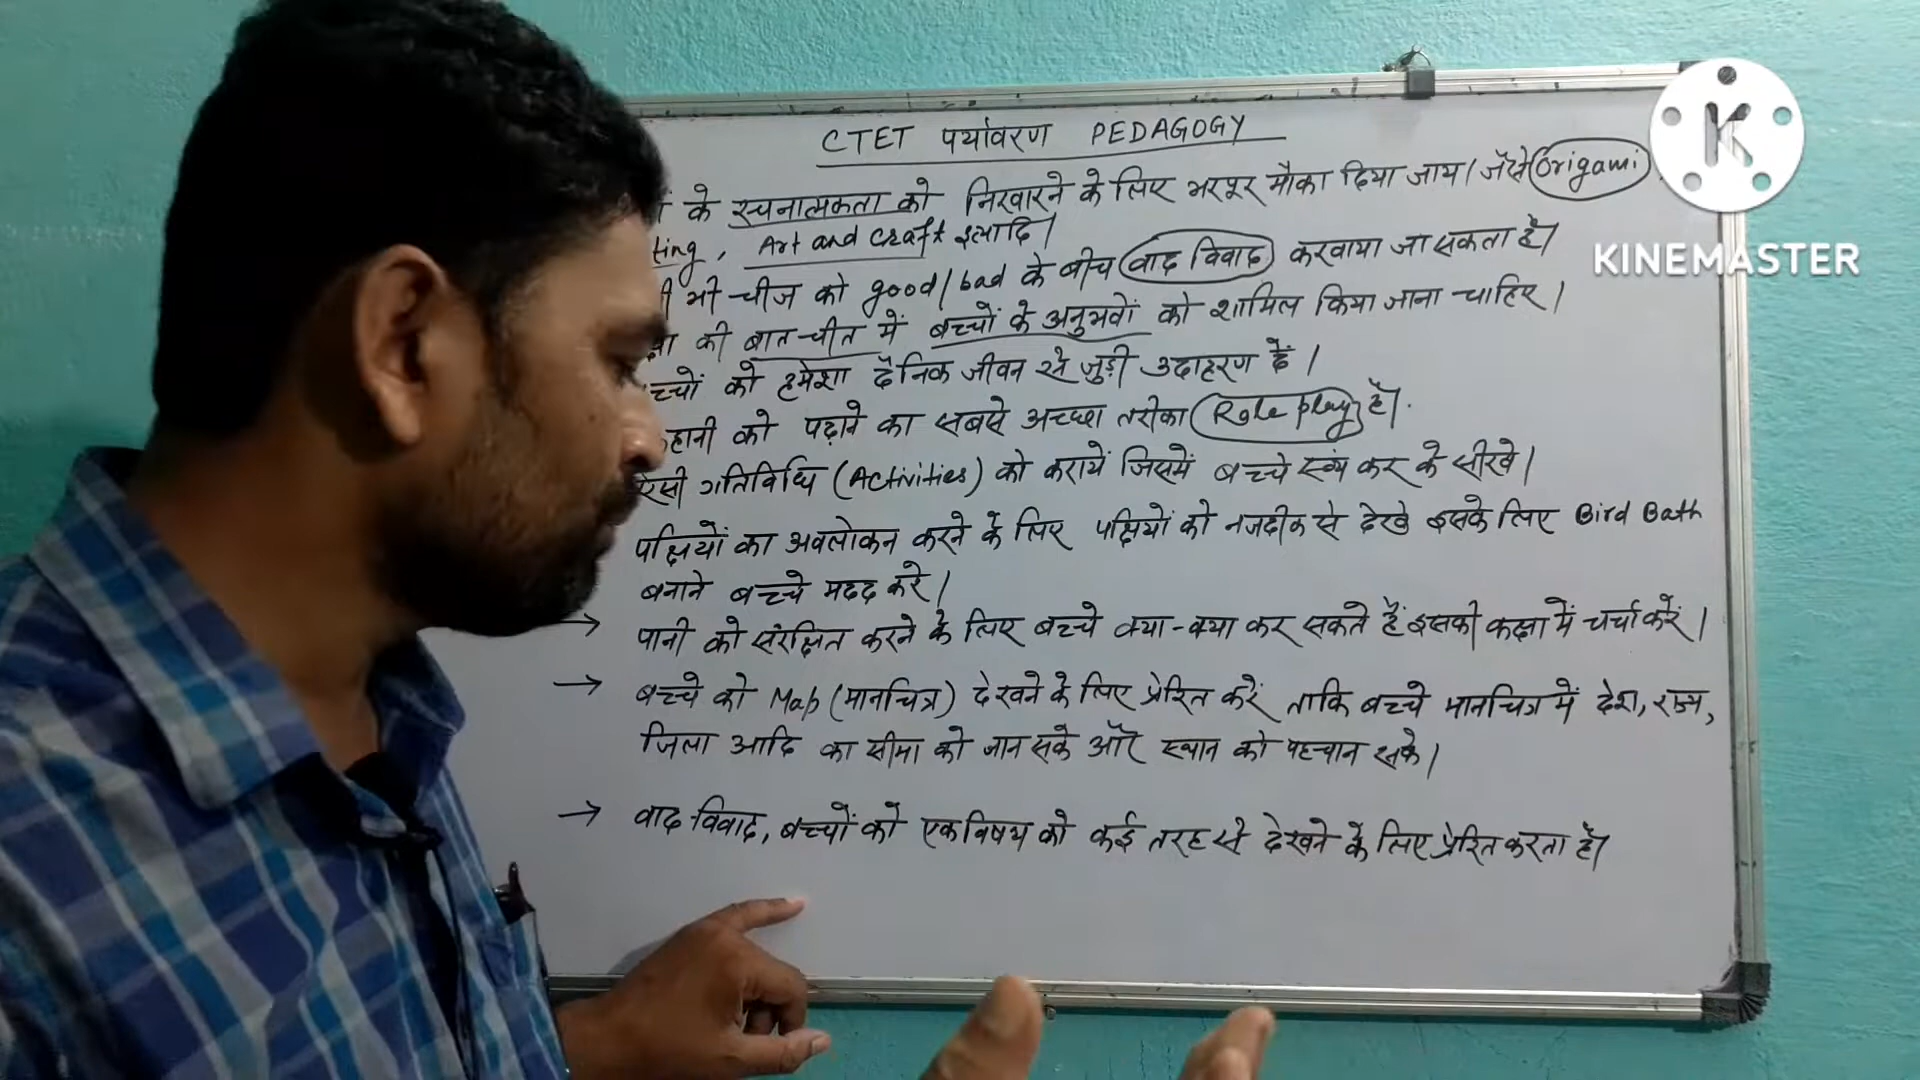 CTET पर्यावरण PEDAGOGY
के रचनात्मकता को निखारने के लिए भरपूर मौका दिया जाय। जैसे Origami
ting, Art and Craft इत्यादि।
भी चीज को good/bad के बीच वाद विवाद करवाया जा सकता है।
की बात-चीत में बच्चों के अनुभवों को शामिल किया जाना चाहिए।
च्चों को हमेशा दैनिक जीवन से जुड़ी उदाहरण दें।
हानी को पढ़ाने का सबसे अच्छा तरीका Role play है।
ऐसी गतिविधि (Activities) को करायें जिसमें बच्चे स्वंय कर के सीखे।
पक्षियों का अवलोकन करने के लिए पक्षियों को नजदीक से देखे इसके लिए Bird Bath
बनाने बच्चे मदद करे।
→ पानी को संरक्षित करने के लिए बच्चे क्या-क्या कर सकते हैं इसकी कक्षा में चर्चा करें।
→ बच्चे को Map (मानचित्र) देखने के लिए प्रेरित करें ताकि बच्चे मानचित्र में देश, राज्य,
जिला आदि का सीमा को जान सके और स्थान को पहचान सके।
→ वाद-विवाद, बच्चों को एक विषय को कई तरह से देखने के लिए प्रेरित करता है।
K
KINEMASTER